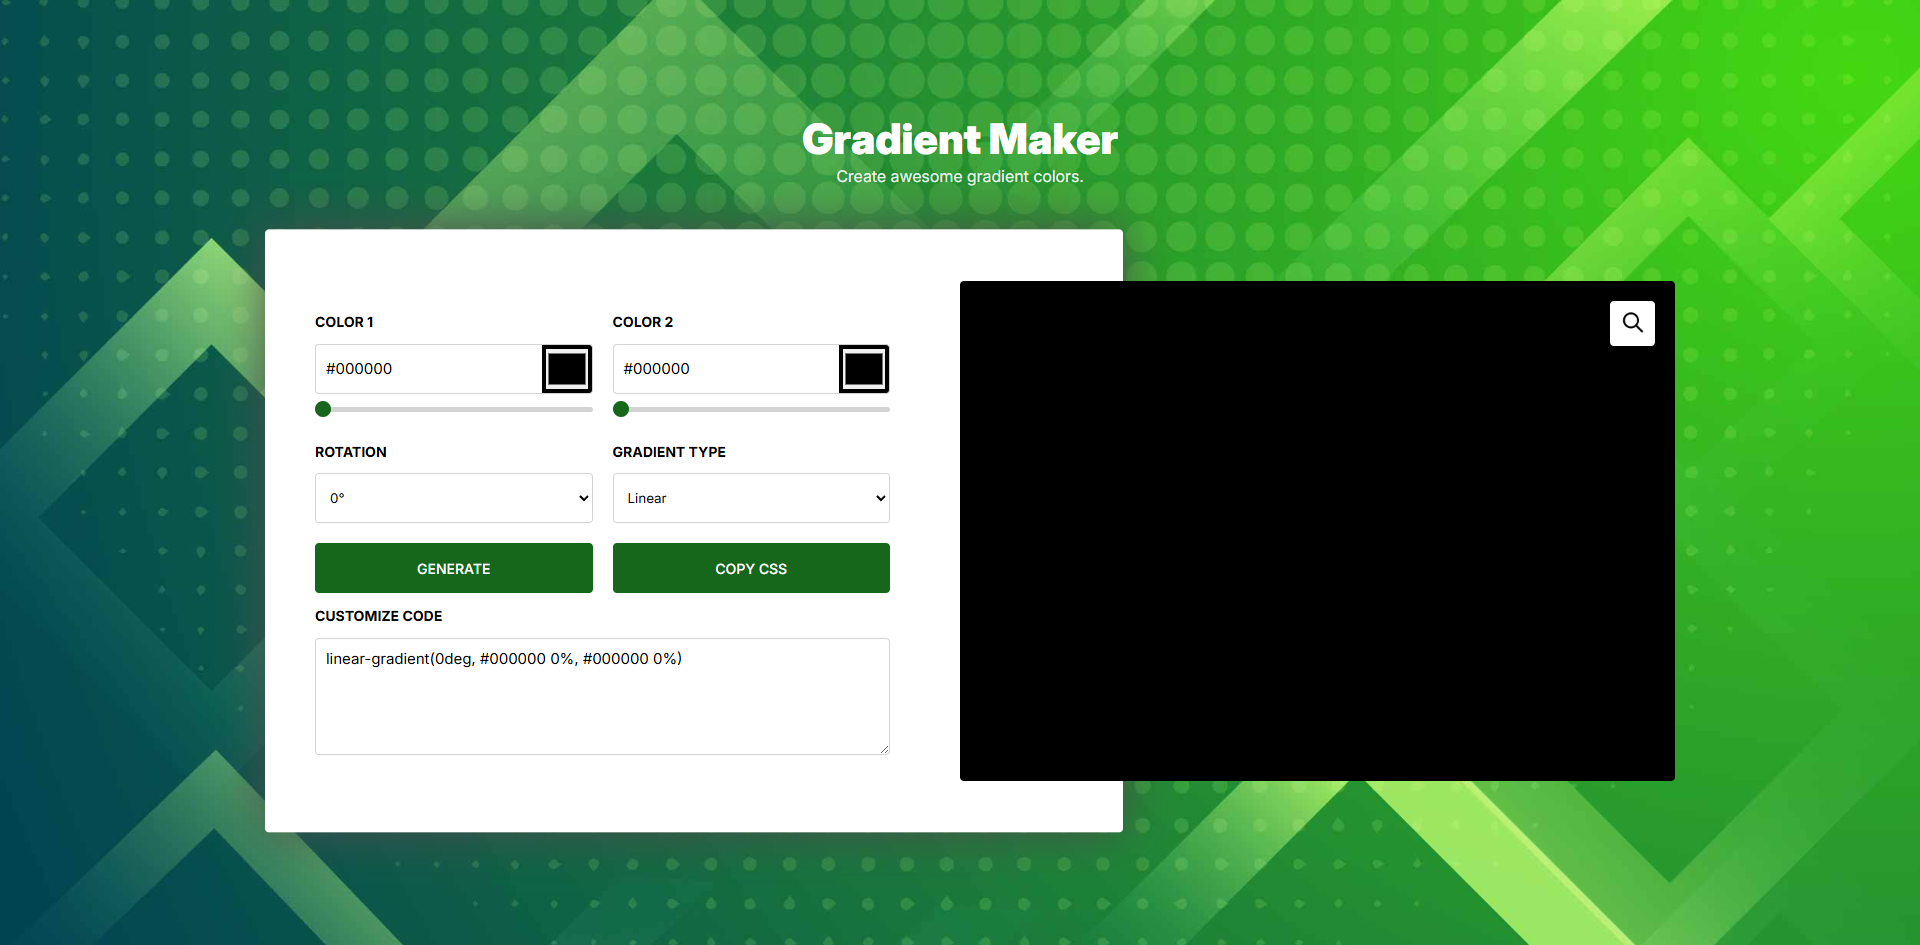 Gradient Maker
Create awesome gradient colors.
COLOR 1
COLOR 2
#000000
#000000
ROTATION
GRADIENT TYPE
0°
Linear
GENERATE
COPY CSS
CUSTOMIZE CODE
linear-gradient(0deg, #000000 0%, #000000 0%)